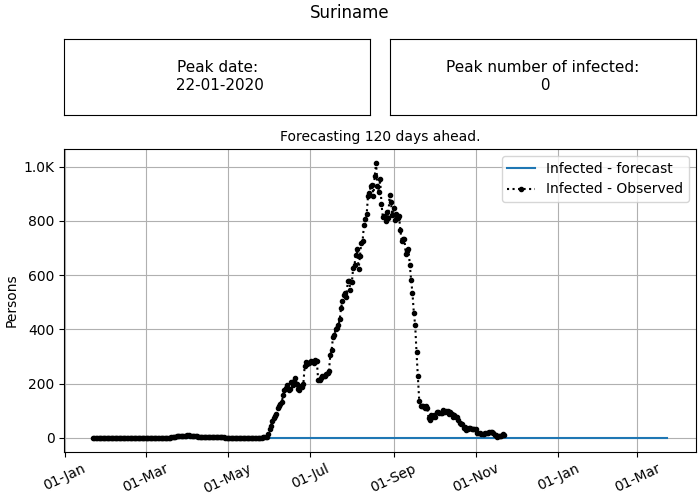 Suriname
Peak date:
22-01-2020
Peak number of infected:
0
Forecasting 120 days ahead.
1.0K
800
600
400
200
0
Persons
Infected - forecast
Infected - Observed
01-Jan
01-Mar
01-May
01-Jul
01-Sep
01-Nov
01-Jan
01-Mar